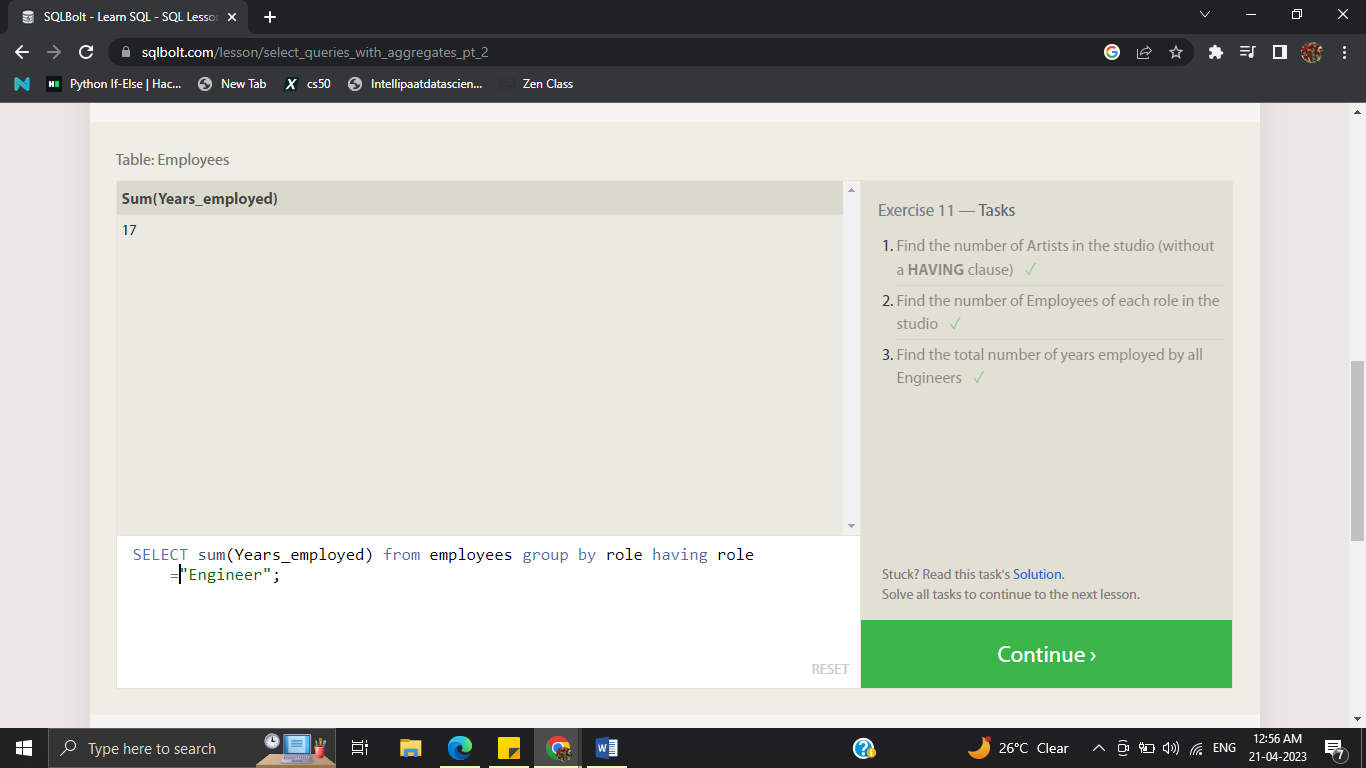 SQLBolt - Learn SQL - SQL Lesson
sqlbolt.com/lesson/select_queries_with_aggregates_pt_2
Python If-Else | Hac...
New Tab
cs50
Intellipaatdatascien...
Zen Class
Table: Employees
Sum(Years_employed)
17
SELECT sum(Years_employed) from employees group by role having role
="Engineer";
RESET
Exercise 11 — Tasks
1. Find the number of Artists in the studio (without
a HAVING clause) ✓
2. Find the number of Employees of each role in the
studio ✓
3. Find the total number of years employed by all
Engineers ✓
Stuck? Read this task's Solution.
Solve all tasks to continue to the next lesson.
Continue ›
Type here to search
26°C Clear
ENG
12:56 AM
21-04-2023
7